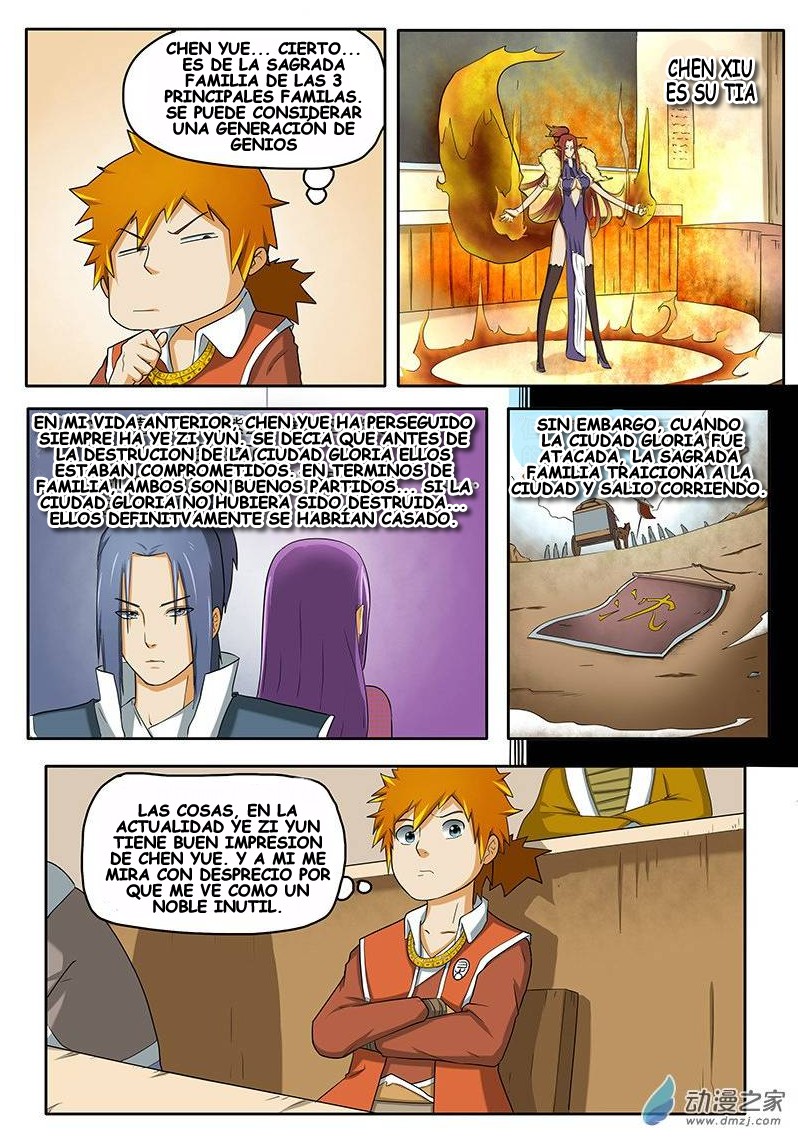 CHEN YUE... CIERTO...
ES DE LA SAGRADA
FAMILIA DE LAS 3
PRINCIPALES FAMILAS.
SE PUEDE CONSIDERAR
UNA GENERACIÓN DE
GENIOS
CHEN XIU
ES SU TIA
EN MI VIDA ANTERIOR, CHEN YUE HA PERSEGUIDO
SIEMPRE HA YE ZI YUN. SE DECIA QUE ANTES DE
LA DESTRUCION DE LA CIUDAD GLORIA ELLOS
ESTABAN COMPROMETIDOS. EN TERMINOS DE
FAMILIA, AMBOS SON BUENOS PARTIDOS... SI LA
CIUDAD GLORIA NO HUBIERA SIDO DESTRUIDA...
ELLOS DEFINITVAMENTE SE HABRÍAN CASADO.
SIN EMBARGO, CUANDO
LA CIUDAD GLORIA FUE
ATACADA, LA SAGRADA
FAMILIA TRAICIONA A LA
CIUDAD Y SALIO CORRIENDO.
LAS COSAS, EN LA
ACTUALIDAD YE ZI YUN
TIENE BUEN IMPRESION
DE CHEN YUE. Y A MI ME
MIRA CON DESPRECIO POR
QUE ME VE COMO UN
NOBLE INUTIL.
动漫之家
www.dmzj.com